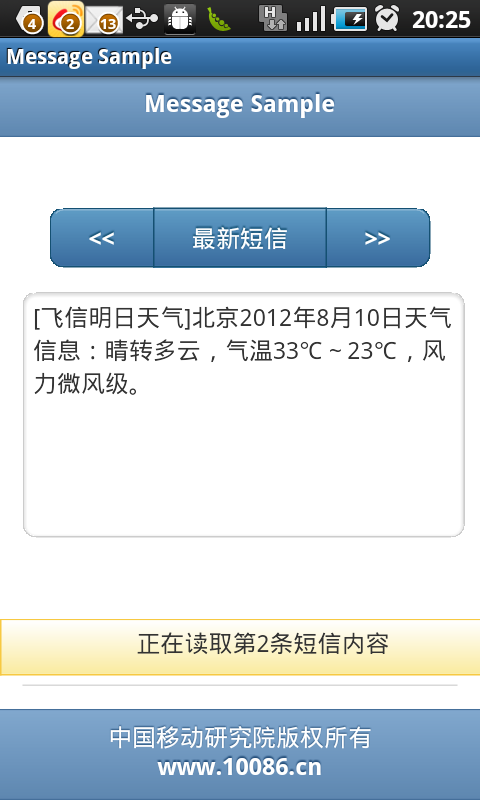 4 2 13 H 20:25
Message Sample
Message Sample
<< 最新短信 >>
[飞信明日天气]北京2012年8月10日天气
信息：晴转多云，气温33℃～23℃，风
力微风级。
正在读取第2条短信内容
中国移动研究院版权所有
www.10086.cn